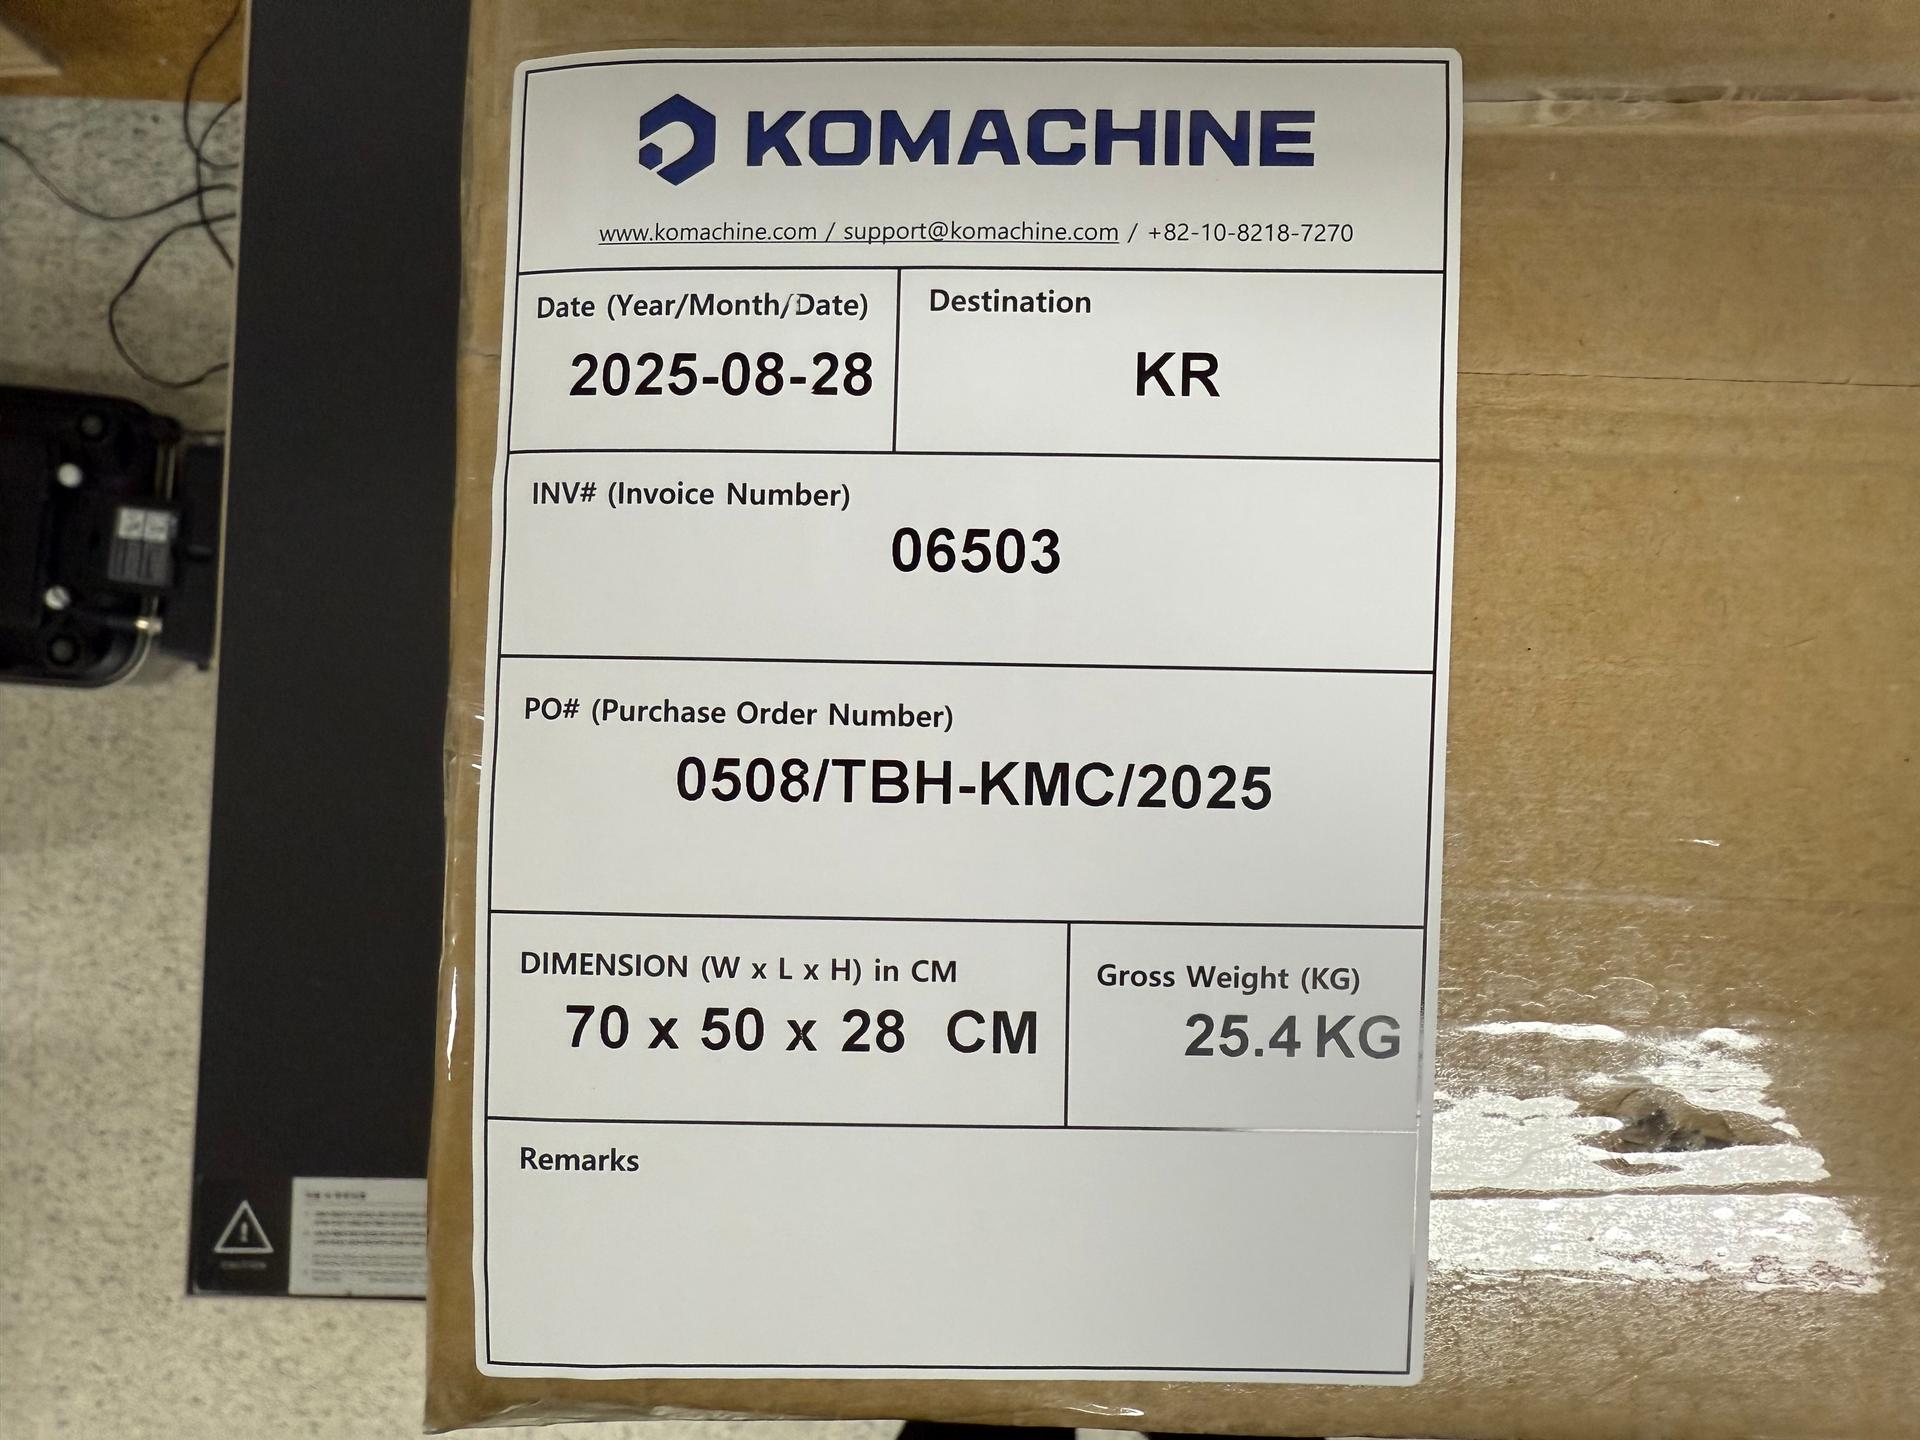 KOMACHINE
www.komachine.com / support@komachine.com / +82-10-8218-7270
Date (Year/Month/Date)
2025-08-28
Destination
KR
INV# (Invoice Number)
06503
PO# (Purchase Order Number)
0508/TBH-KMC/2025
DIMENSION (W x L x H) in CM
70 x 50 x 28 CM
Gross Weight (KG)
25.4 KG
Remarks